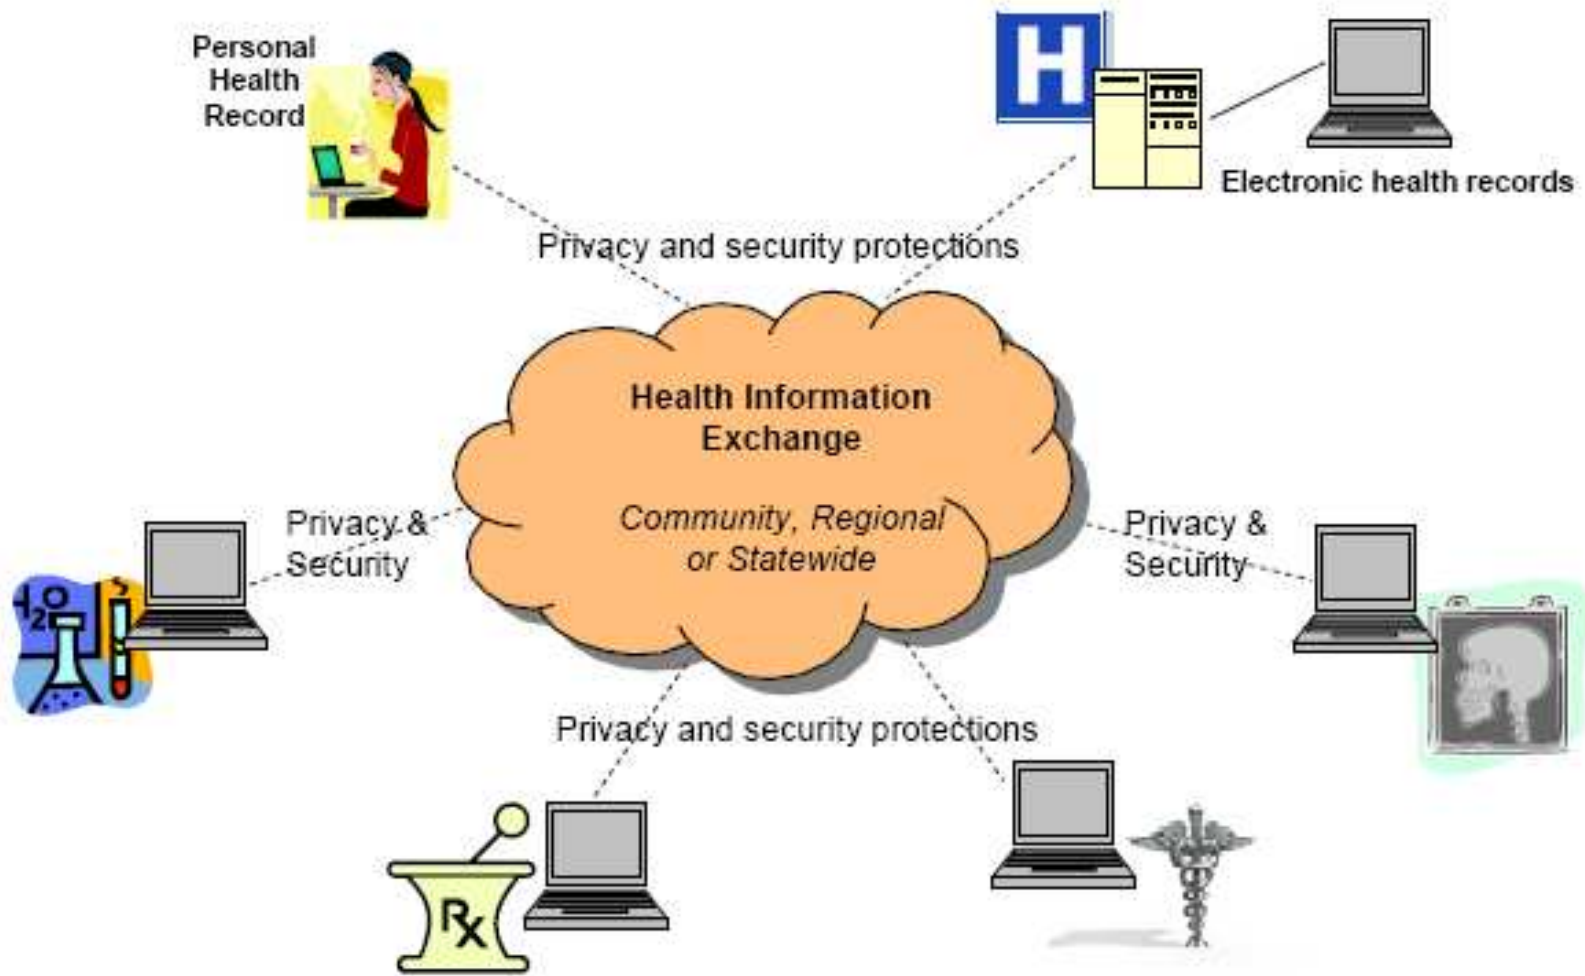 Personal
Health
Record
H
Electronic health records
Privacy and security protections
Health Information
Exchange
Community, Regional
or Statewide
Privacy &
Security
Privacy &
Security
H₂O
Privacy and security protections
Rx